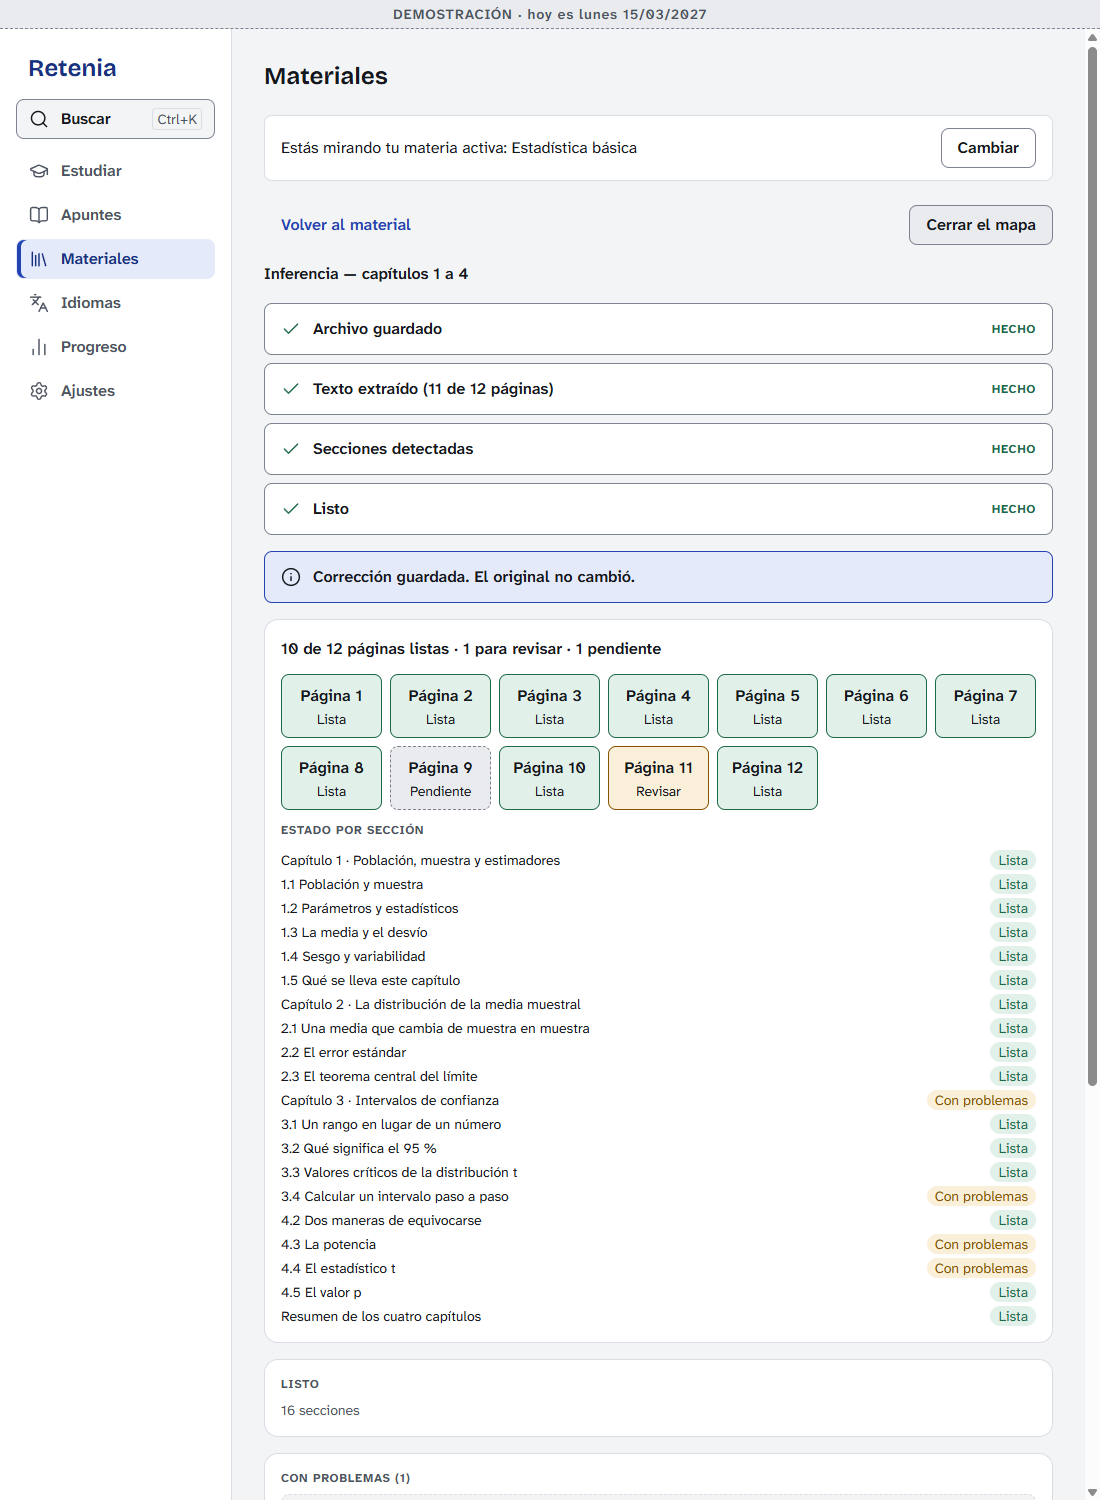 DEMOSTRACIÓN · hoy es lunes 15/03/2027
Retenia
Buscar Ctrl+K
Estudiar
Apuntes
Materiales
Idiomas
Progreso
Ajustes
Materiales
Estás mirando tu materia activa: Estadística básica
Cambiar
Volver al material
Cerrar el mapa
Inferencia — capítulos 1 a 4
Archivo guardado HECHO
Texto extraído (11 de 12 páginas) HECHO
Secciones detectadas HECHO
Listo HECHO
Corrección guardada. El original no cambió.
10 de 12 páginas listas · 1 para revisar · 1 pendiente
Página 1 Página 2 Página 3 Página 4 Página 5 Página 6 Página 7
Lista Lista Lista Lista Lista Lista Lista
Página 8 Página 9 Página 10 Página 11 Página 12
Lista Pendiente Lista Revisar Lista
ESTADO POR SECCIÓN
Capítulo 1 · Población, muestra y estimadores Lista
1.1 Población y muestra Lista
1.2 Parámetros y estadísticos Lista
1.3 La media y el desvío Lista
1.4 Sesgo y variabilidad Lista
1.5 Qué se lleva este capítulo Lista
Capítulo 2 · La distribución de la media muestral Lista
2.1 Una media que cambia de muestra en muestra Lista
2.2 El error estándar Lista
2.3 El teorema central del límite Lista
Capítulo 3 · Intervalos de confianza Con problemas
3.1 Un rango en lugar de un número Lista
3.2 Qué significa el 95 % Lista
3.3 Valores críticos de la distribución t Lista
3.4 Calcular un intervalo paso a paso Con problemas
4.2 Dos maneras de equivocarse Lista
4.3 La potencia Con problemas
4.4 El estadístico t Con problemas
4.5 El valor p Lista
Resumen de los cuatro capítulos Lista
LISTO
16 secciones
CON PROBLEMAS (1)